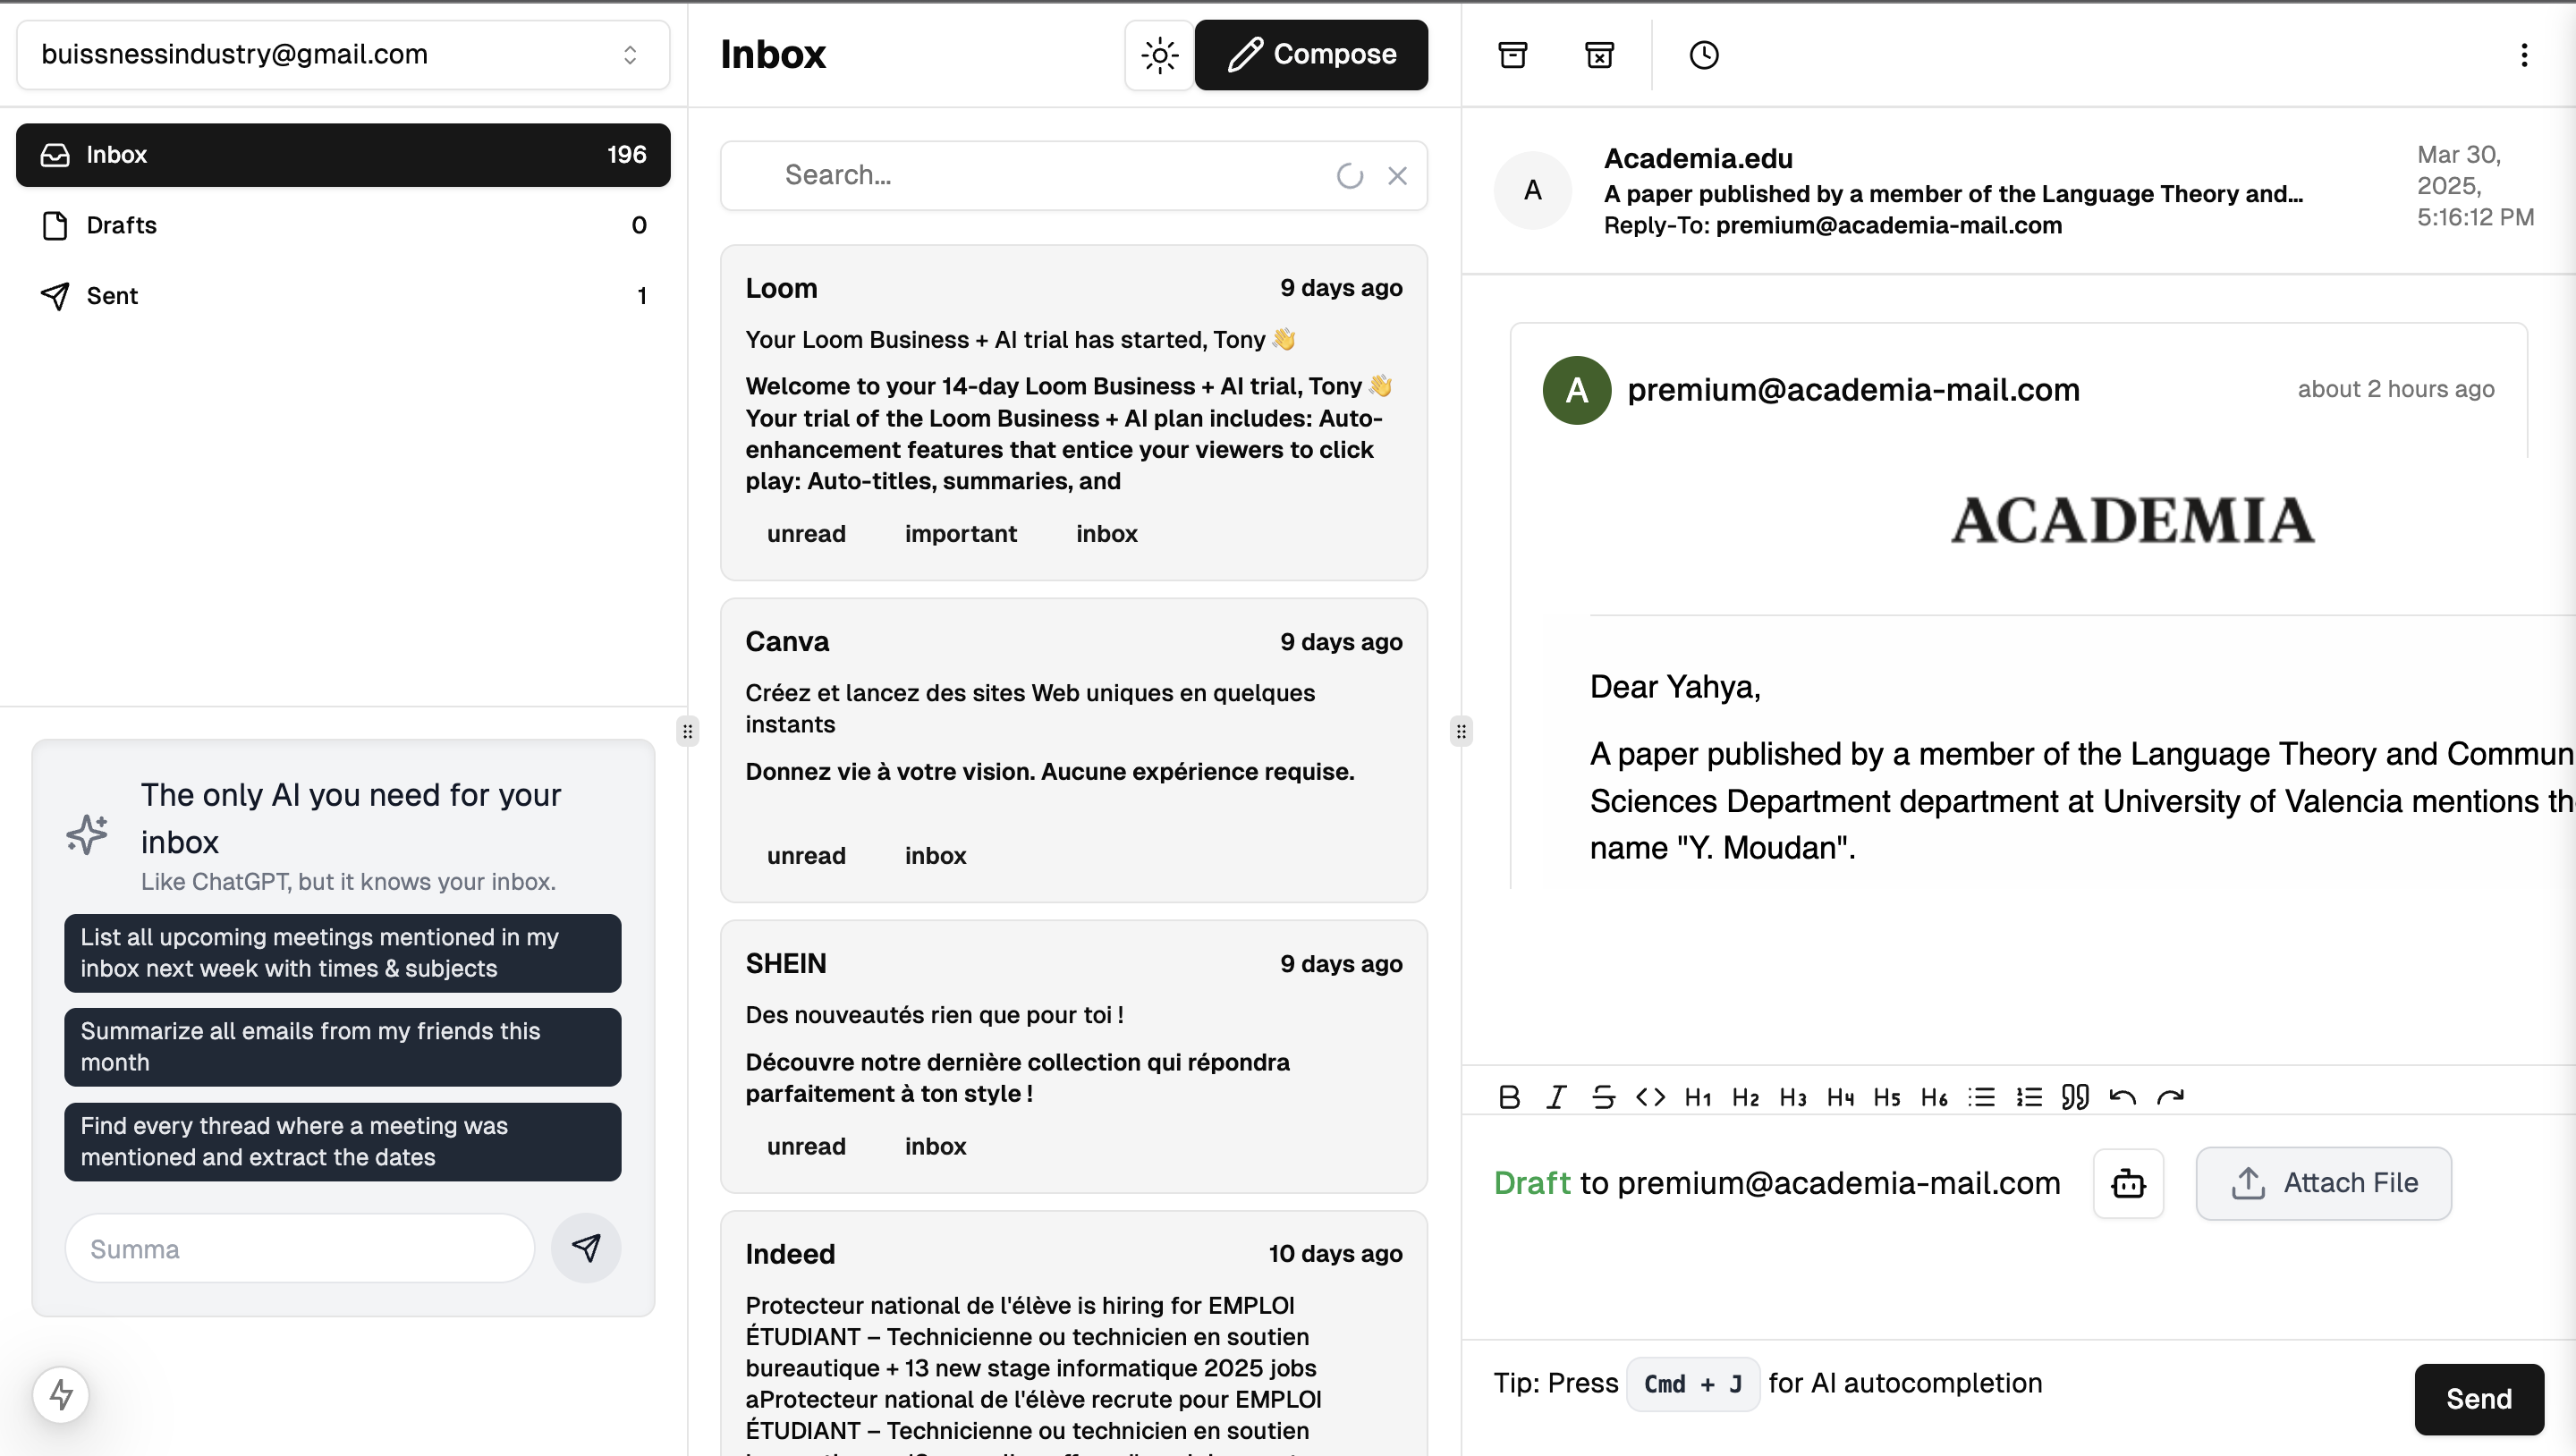 buissnessindustry@gmail.com
Inbox 196
Drafts 0
Sent 1
The only AI you need for your
inbox
Like ChatGPT, but it knows your inbox.
List all upcoming meetings mentioned in my
inbox next week with times & subjects
Summarize all emails from my friends this
month
Find every thread where a meeting was
mentioned and extract the dates
Summa
Inbox
Compose
Search...
Loom 9 days ago
Your Loom Business + AI trial has started, Tony 👋
Welcome to your 14-day Loom Business + AI trial, Tony 👋
Your trial of the Loom Business + AI plan includes: Auto-
enhancement features that entice your viewers to click
play: Auto-titles, summaries, and
unread important inbox
Canva 9 days ago
Créez et lancez des sites Web uniques en quelques
instants
Donnez vie à votre vision. Aucune expérience requise.
unread inbox
SHEIN 9 days ago
Des nouveautés rien que pour toi !
Découvre notre dernière collection qui répondra
parfaitement à ton style !
unread inbox
Indeed 10 days ago
Protecteur national de l'élève is hiring for EMPLOI
ÉTUDIANT – Technicienne ou technicien en soutien
bureautique + 13 new stage informatique 2025 jobs
aProtecteur national de l'élève recrute pour EMPLOI
ÉTUDIANT – Technicienne ou technicien en soutien
A
Academia.edu
A paper published by a member of the Language Theory and...
Reply-To: premium@academia-mail.com
Mar 30,
2025,
5:16:12 PM
A premium@academia-mail.com about 2 hours ago
ACADEMIA
Dear Yahya,
A paper published by a member of the Language Theory and Commun
Sciences Department department at University of Valencia mentions th
name "Y. Moudan".
B I S <> H1 H2 H3 H4 H5 H6
Draft to premium@academia-mail.com
Attach File
Tip: Press Cmd + J for AI autocompletion
Send